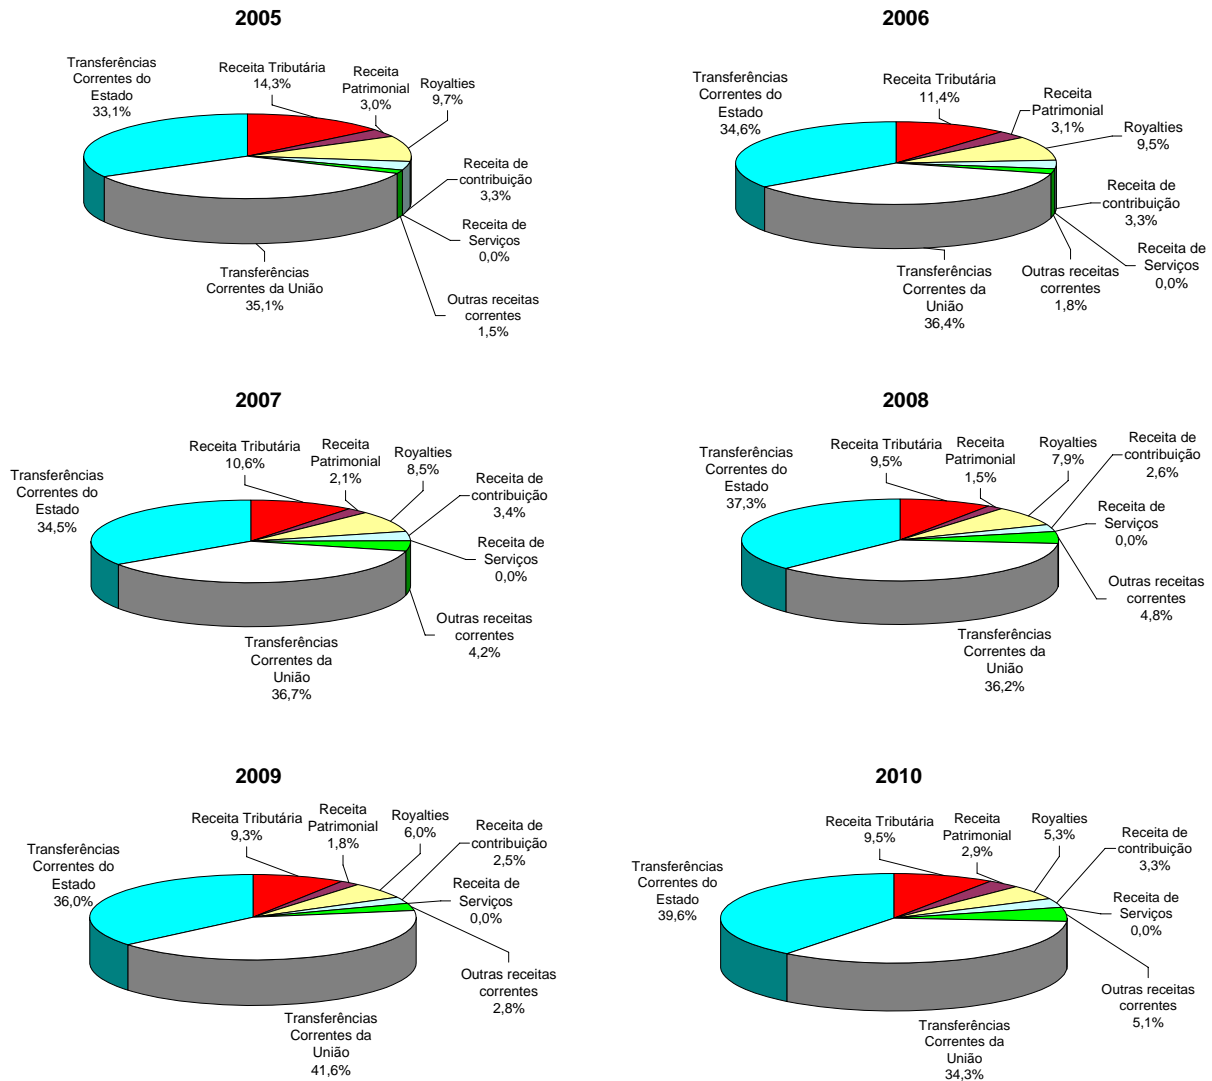 2005
Transferências
Correntes do
Estado
33,1%
Receita Tributária
14,3%
Receita
Patrimonial
3,0%
Royalties
9,7%
Receita de
contribuição
3,3%
Receita de
Serviços
0,0%
Outras receitas
correntes
1,5%
Transferências
Correntes da União
35,1%
2006
Transferências
Correntes do
Estado
34,6%
Receita Tributária
11,4%
Receita
Patrimonial
3,1%
Royalties
9,5%
Receita de
contribuição
3,3%
Receita de
Serviços
0,0%
Outras receitas
correntes
1,8%
Transferências
Correntes da
União
36,4%
2007
Transferências
Correntes do
Estado
34,5%
Receita Tributária
10,6%
Receita
Patrimonial
2,1%
Royalties
8,5%
Receita de
contribuição
3,4%
Receita de
Serviços
0,0%
Outras receitas
correntes
4,2%
Transferências
Correntes da
União
36,7%
2008
Transferências
Correntes do
Estado
37,3%
Receita Tributária
9,5%
Receita
Patrimonial
1,5%
Royalties
7,9%
Receita de
contribuição
2,6%
Receita de
Serviços
0,0%
Outras receitas
correntes
4,8%
Transferências
Correntes da
União
36,2%
2009
Transferências
Correntes do
Estado
36,0%
Receita Tributária
9,3%
Receita
Patrimonial
1,8%
Royalties
6,0%
Receita de
contribuição
2,5%
Receita de
Serviços
0,0%
Outras receitas
correntes
2,8%
Transferências
Correntes da
União
41,6%
2010
Transferências
Correntes do
Estado
39,6%
Receita Tributária
9,5%
Receita
Patrimonial
2,9%
Royalties
5,3%
Receita de
contribuição
3,3%
Receita de
Serviços
0,0%
Outras receitas
correntes
5,1%
Transferências
Correntes da
União
34,3%